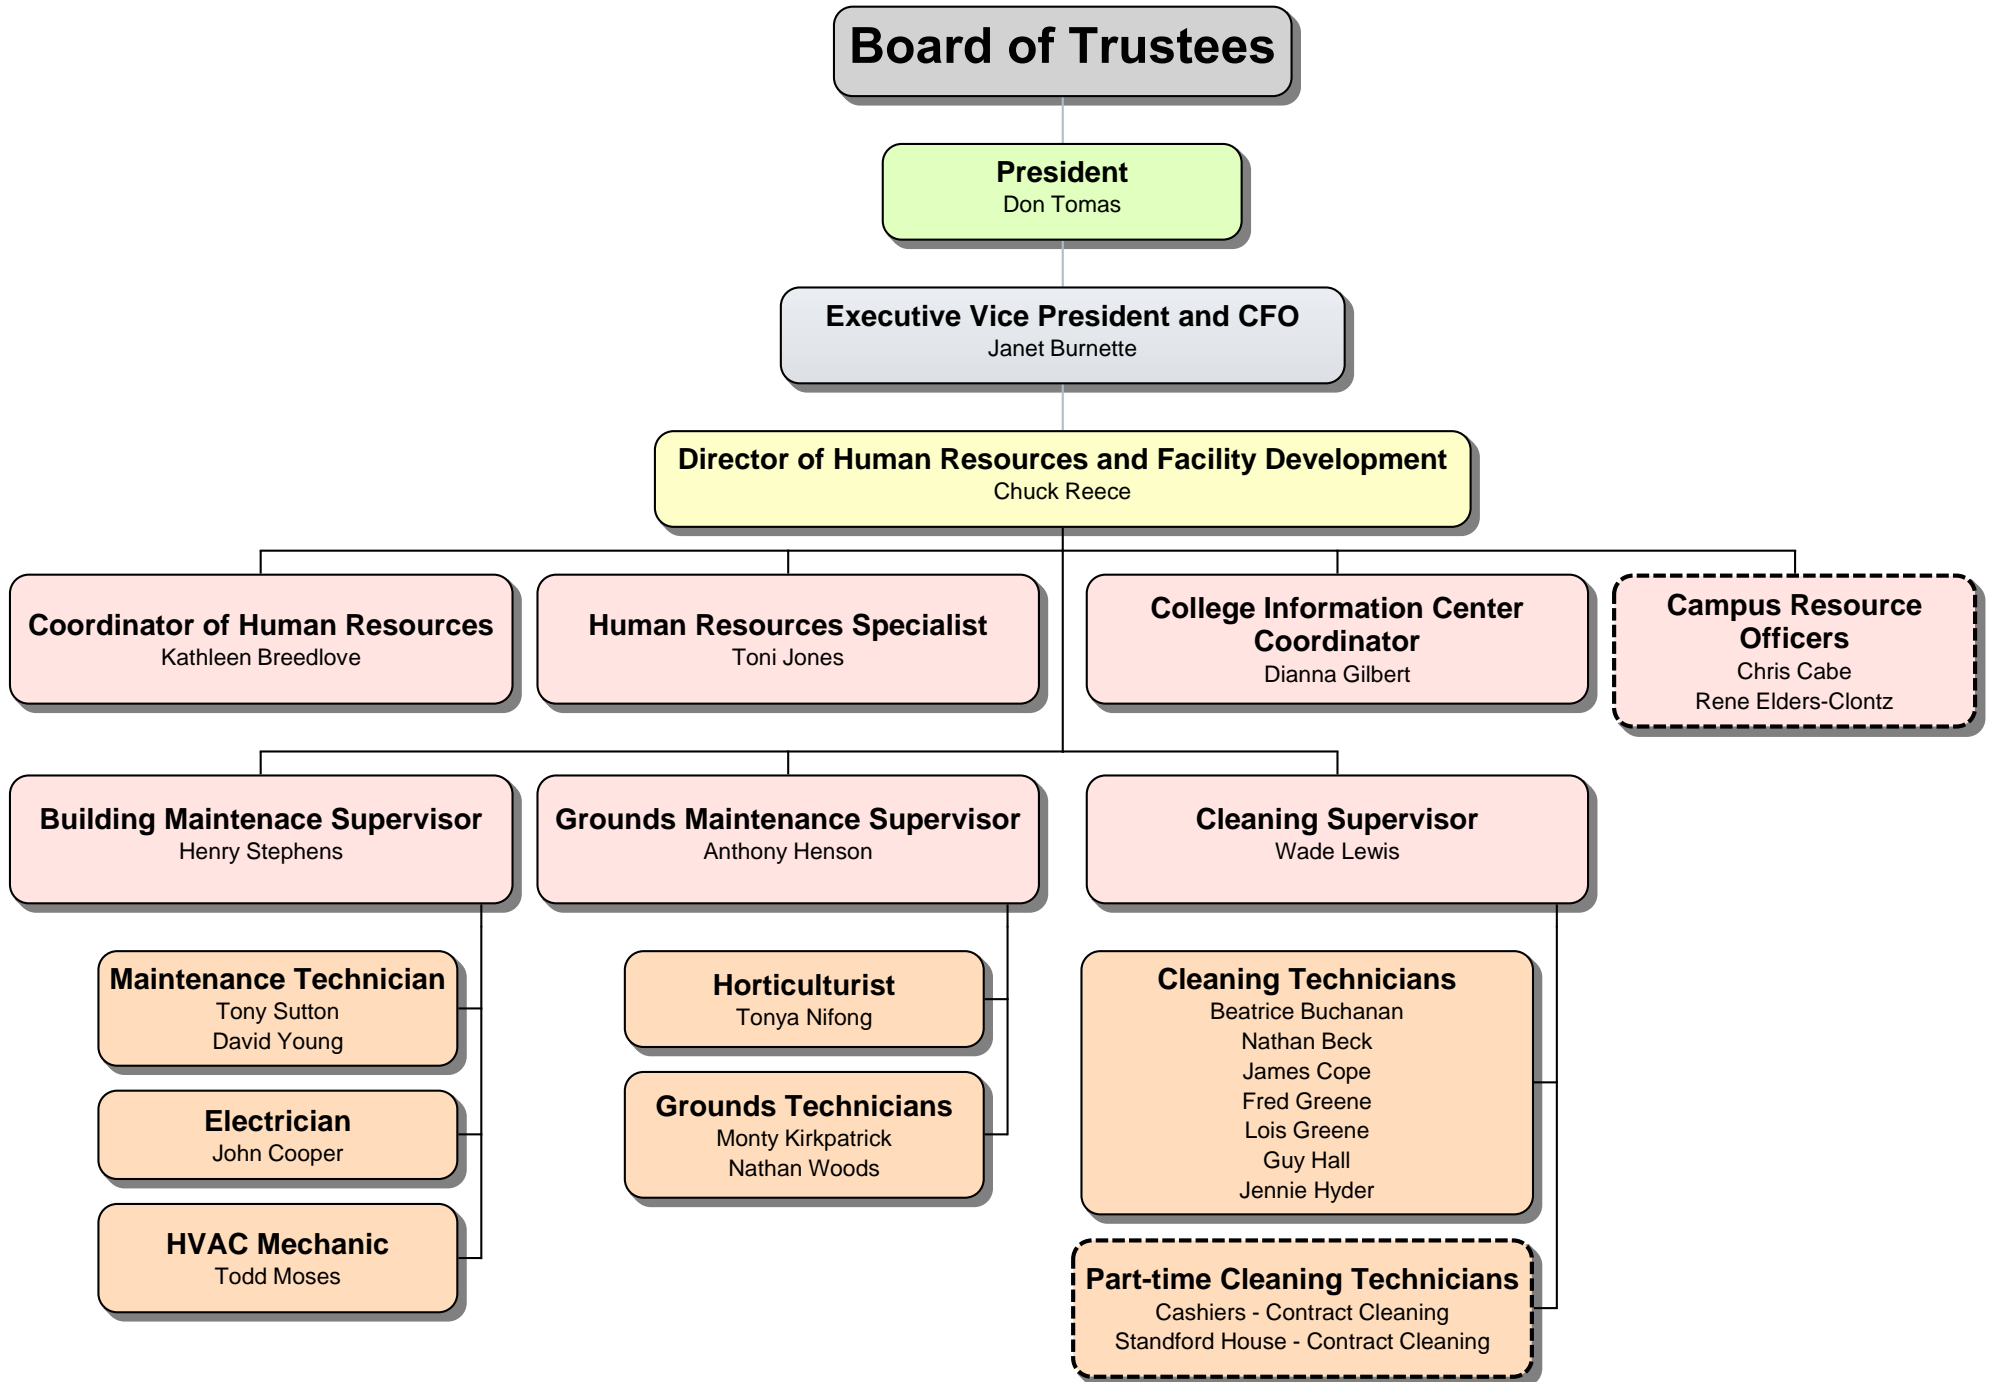 Board of Trustees
President
Don Tomas
Executive Vice President and CFO
Janet Burnette
Director of Human Resources and Facility Development
Chuck Reece
Coordinator of Human Resources
Kathleen Breedlove
Human Resources Specialist
Toni Jones
College Information Center
Coordinator
Dianna Gilbert
Campus Resource
Officers
Chris Cabe
Rene Elders-Clontz
Building Maintenace Supervisor
Henry Stephens
Grounds Maintenance Supervisor
Anthony Henson
Cleaning Supervisor
Wade Lewis
Maintenance Technician
Tony Sutton
David Young
Electrician
John Cooper
HVAC Mechanic
Todd Moses
Horticulturist
Tonya Nifong
Grounds Technicians
Monty Kirkpatrick
Nathan Woods
Cleaning Technicians
Beatrice Buchanan
Nathan Beck
James Cope
Fred Greene
Lois Greene
Guy Hall
Jennie Hyder
Part-time Cleaning Technicians
Cashiers - Contract Cleaning
Standford House - Contract Cleaning